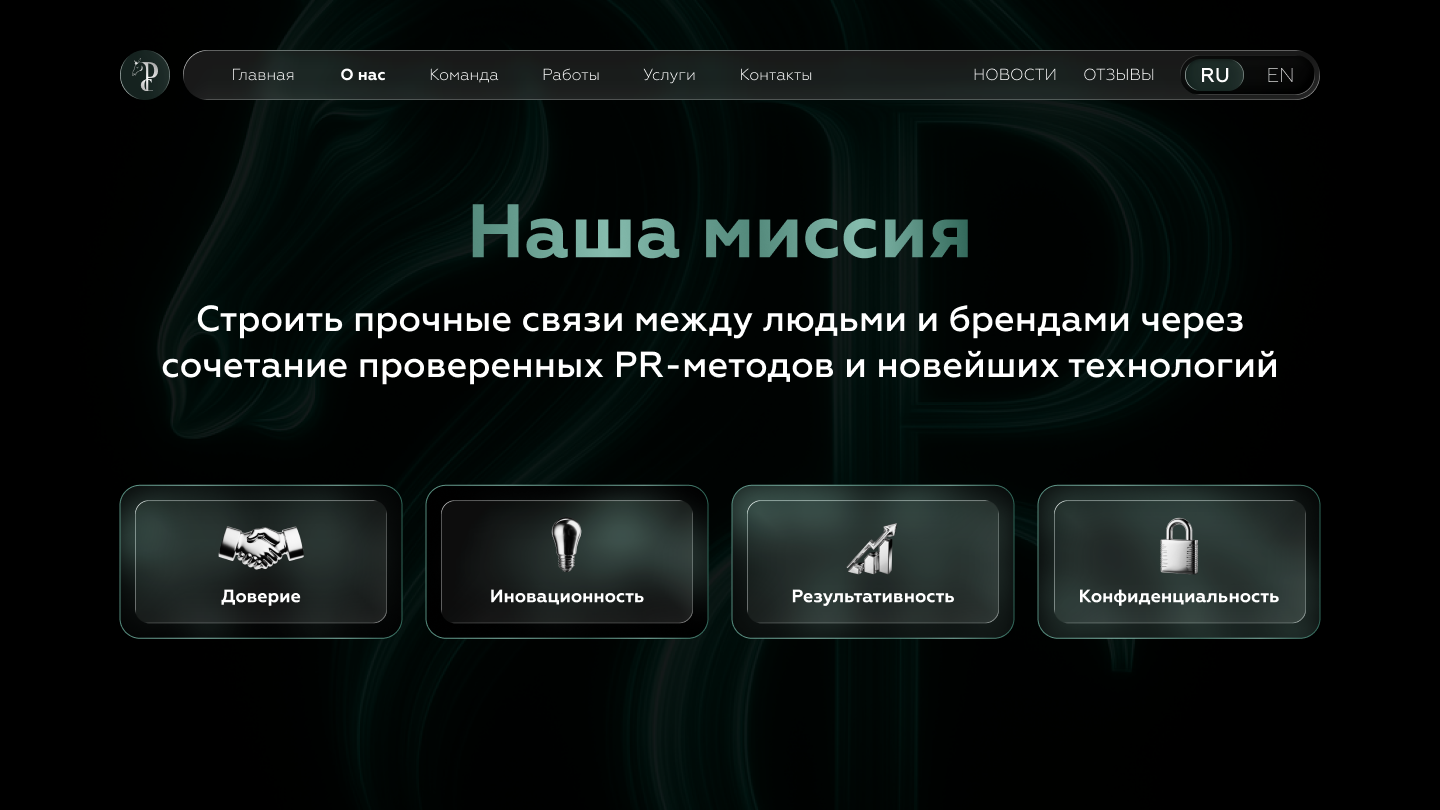 Главная О нас Команда Работы Услуги Контакты НОВОСТИ ОТЗЫВЫ RU EN
Наша миссия
Строить прочные связи между людьми и брендами через
сочетание проверенных PR-методов и новейших технологий
Доверие
Иновационность
Результативность
Конфиденциальность